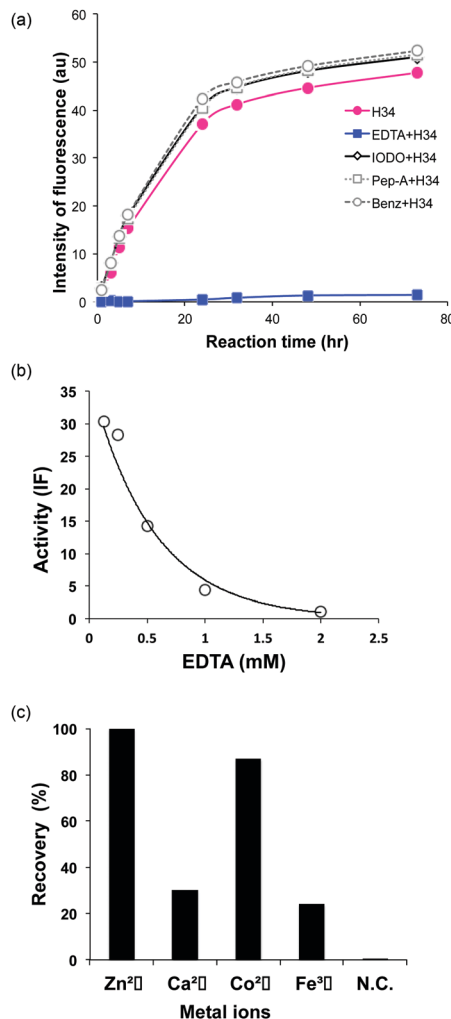 (a)
Intensity of fluorescence (au)
60
50
40
30
20
10
0
0
20
40
60
80
Reaction time (hr)
H34
EDTA+H34
IODO+H34
Pep-A+H34
Benz+H34
(b)
Activity (IF)
35
30
25
20
15
10
5
0
0
0.5
1
1.5
2
2.5
EDTA (mM)
(c)
Recovery (%)
100
80
60
40
20
0
Zn²▯ Ca²▯ Co²▯ Fe³▯ N.C.
Metal ions